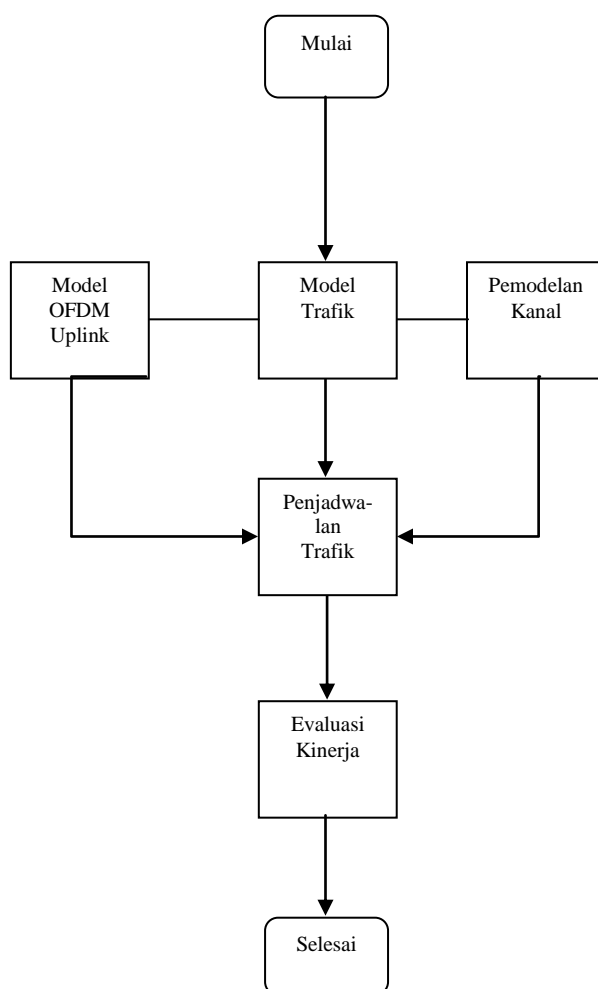 Mulai
Model
OFDM
Uplink
Model
Trafik
Pemodelan
Kanal
Penjadwa-
lan
Trafik
Evaluasi
Kinerja
Selesai